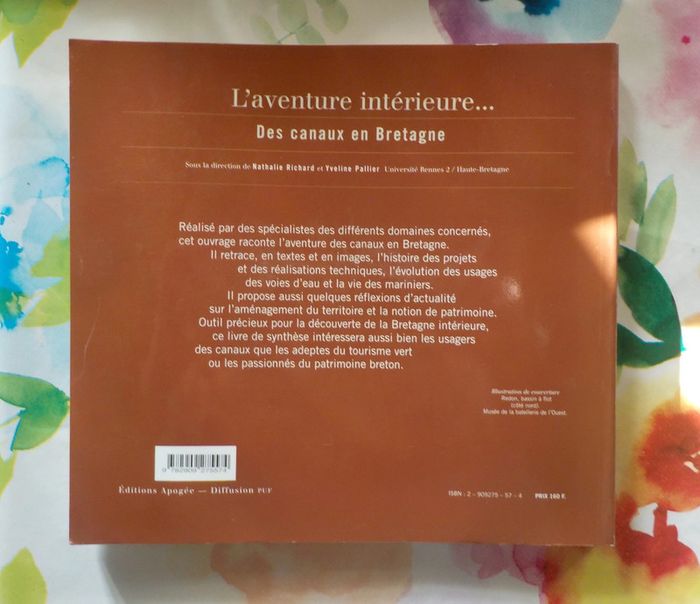 L'aventure intérieure...
Des canaux en Bretagne
Sous la direction de Nathalie Richard et Yveline Pallier Université Rennes 2 / Haute-Bretagne
Réalisé par des spécialistes des différents domaines concernés,
cet ouvrage raconte l'aventure des canaux en Bretagne.
Il retrace, en textes et en images, l'histoire des projets
et des réalisations techniques, l'évolution des usages
des voies d'eau et la vie des mariniers.
Il propose aussi quelques réflexions d'actualité
sur l'aménagement du territoire et la notion de patrimoine.
Outil précieux pour la découverte de la Bretagne intérieure,
ce livre de synthèse intéressera aussi bien les usagers
des canaux que les adeptes du tourisme vert
ou les passionnés du patrimoine breton.
Illustration de couverture
Redon, bassin à flot
(côté nord).
Musée de la batellerie de l'Ouest.
9 782909 275574
Éditions Apogée — Diffusion PUF
ISBN : 2 - 909275 - 57 - 4
PRIX 160 F.